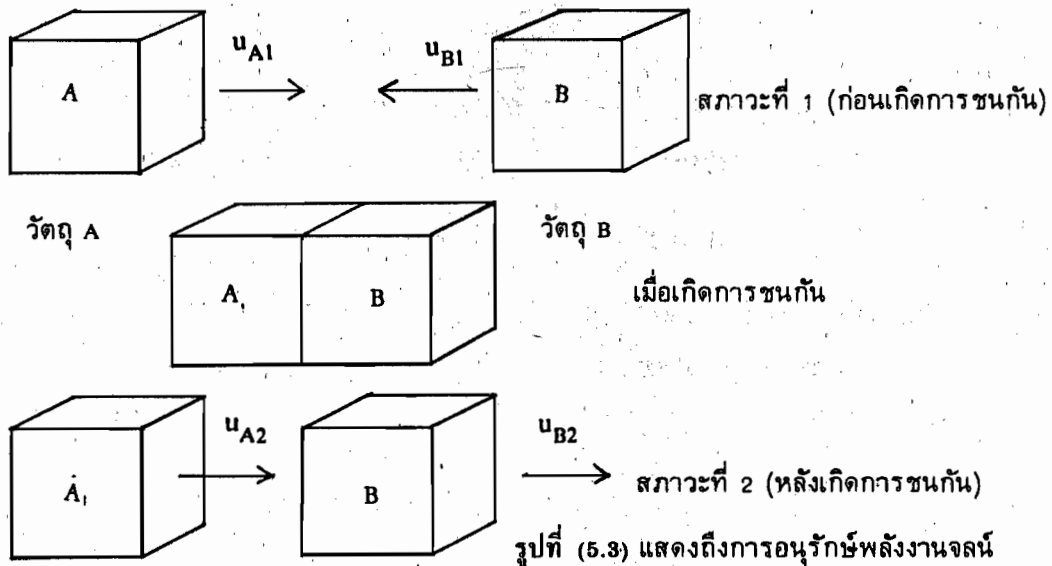 u_A1 u_B1
A B สภาวะที่ 1 (ก่อนเกิดการชนกัน)
วัตถุ A วัตถุ B
A, B เมื่อเกิดการชนกัน
u_A2 u_B2
A₁ B สภาวะที่ 2 (หลังเกิดการชนกัน)
รูปที่ (5.3) แสดงถึงการอนุรักษ์พลังงานจลน์